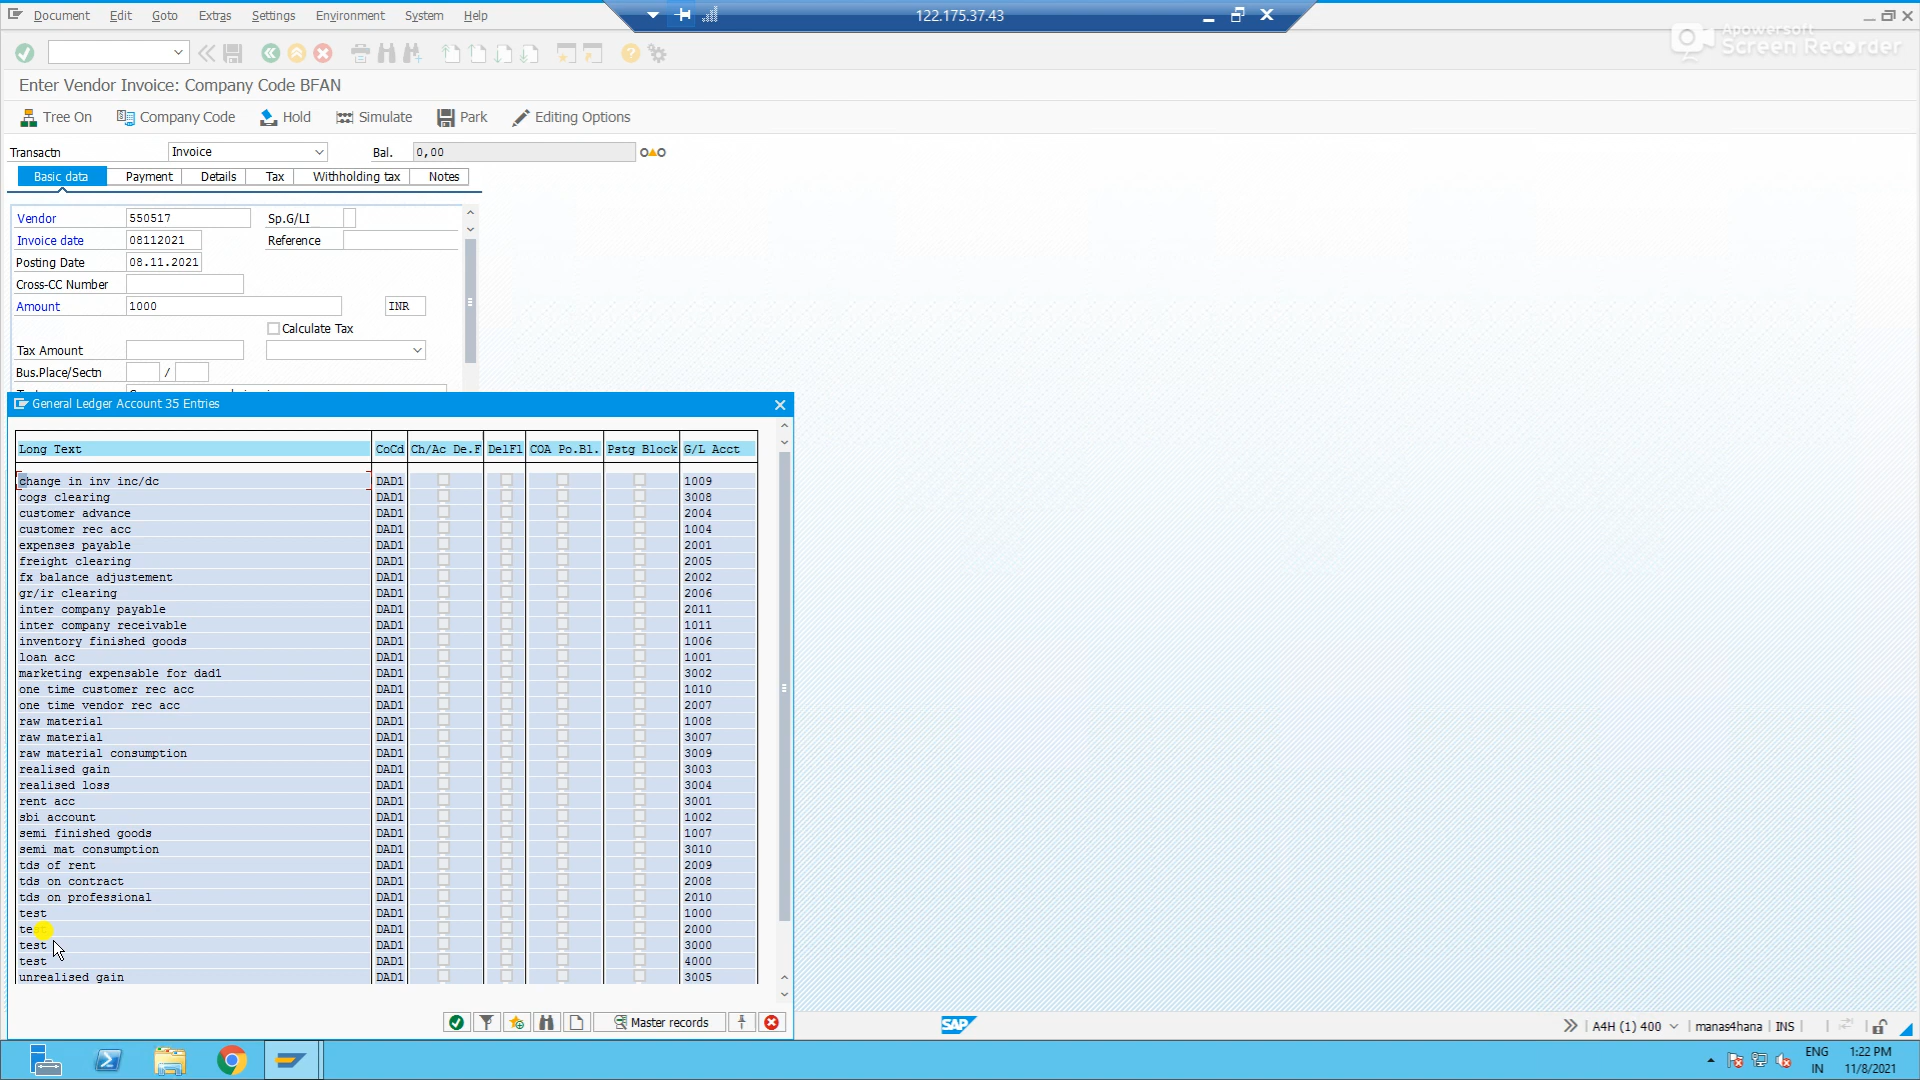 Document Edit Goto Extras Settings Environment System Help
122.175.37.43
Apowersoft
Screen Recorder
Enter Vendor Invoice: Company Code BFAN
Tree On Company Code Hold Simulate Park Editing Options
Transactn Invoice Bal. 0,00
Basic data Payment Details Tax Withholding tax Notes
Vendor 550517 Sp.G/LI
Invoice date 08112021 Reference
Posting Date 08.11.2021
Cross-CC Number
Amount 1000 INR
Calculate Tax
Tax Amount
Bus.Place/Sectn /
General Ledger Account 35 Entries
Long Text CoCd Ch/Ac De.F DelFl COA Po.Bl. Pstg Block G/L Acct
change in inv inc/dc DAD1 1009
cogs clearing DAD1 3008
customer advance DAD1 2004
customer rec acc DAD1 1004
expenses payable DAD1 2001
freight clearing DAD1 2005
fx balance adjustement DAD1 2002
gr/ir clearing DAD1 2006
inter company payable DAD1 2011
inter company receivable DAD1 1011
inventory finished goods DAD1 1006
loan acc DAD1 1001
marketing expensable for dad1 DAD1 3002
one time customer rec acc DAD1 1010
one time vendor rec acc DAD1 2007
raw material DAD1 1008
raw material DAD1 3007
raw material consumption DAD1 3009
realised gain DAD1 3003
realised loss DAD1 3004
rent acc DAD1 3001
sbi account DAD1 1002
semi finished goods DAD1 1007
semi mat consumption DAD1 3010
tds of rent DAD1 2009
tds on contract DAD1 2008
tds on professional DAD1 2010
test DAD1 1000
DAD1 2000
test DAD1 3000
test DAD1 4000
unrealised gain DAD1 3005
Master records
SAP A4H (1) 400 manas4hana INS
ENG 1:22 PM
IN 11/8/2021